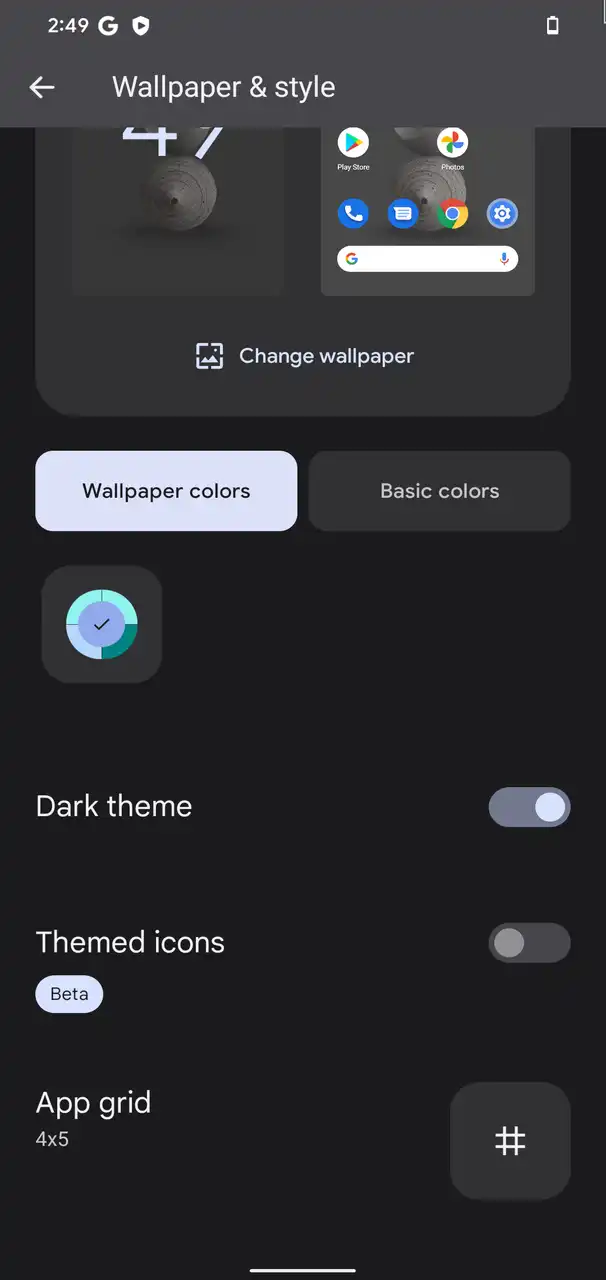 2:49
Wallpaper & style
Play Store
Photos
Change wallpaper
Wallpaper colors
Basic colors
Dark theme
Themed icons
Beta
App grid
4x5